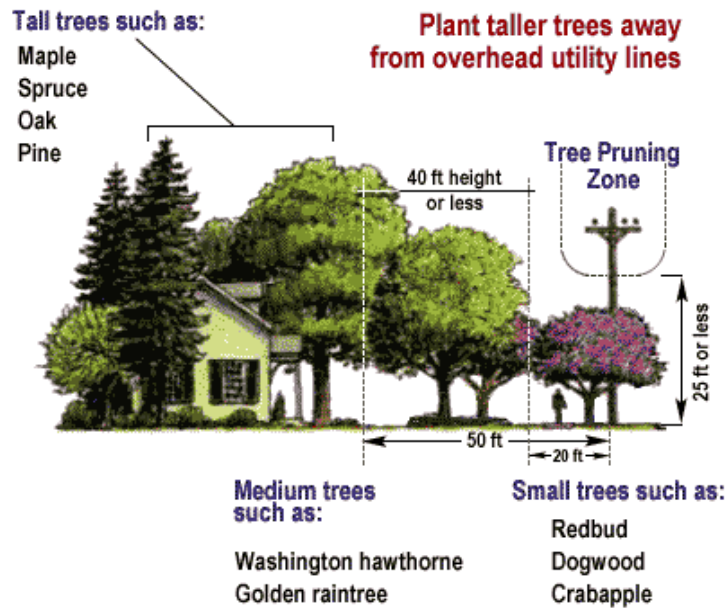 Tall trees such as:
Maple
Spruce
Oak
Pine
Plant taller trees away
from overhead utility lines
Tree Pruning
Zone
40 ft height
or less
25 ft or less
50 ft
20 ft
Medium trees
such as:
Washington hawthorne
Golden raintree
Small trees such as:
Redbud
Dogwood
Crabapple